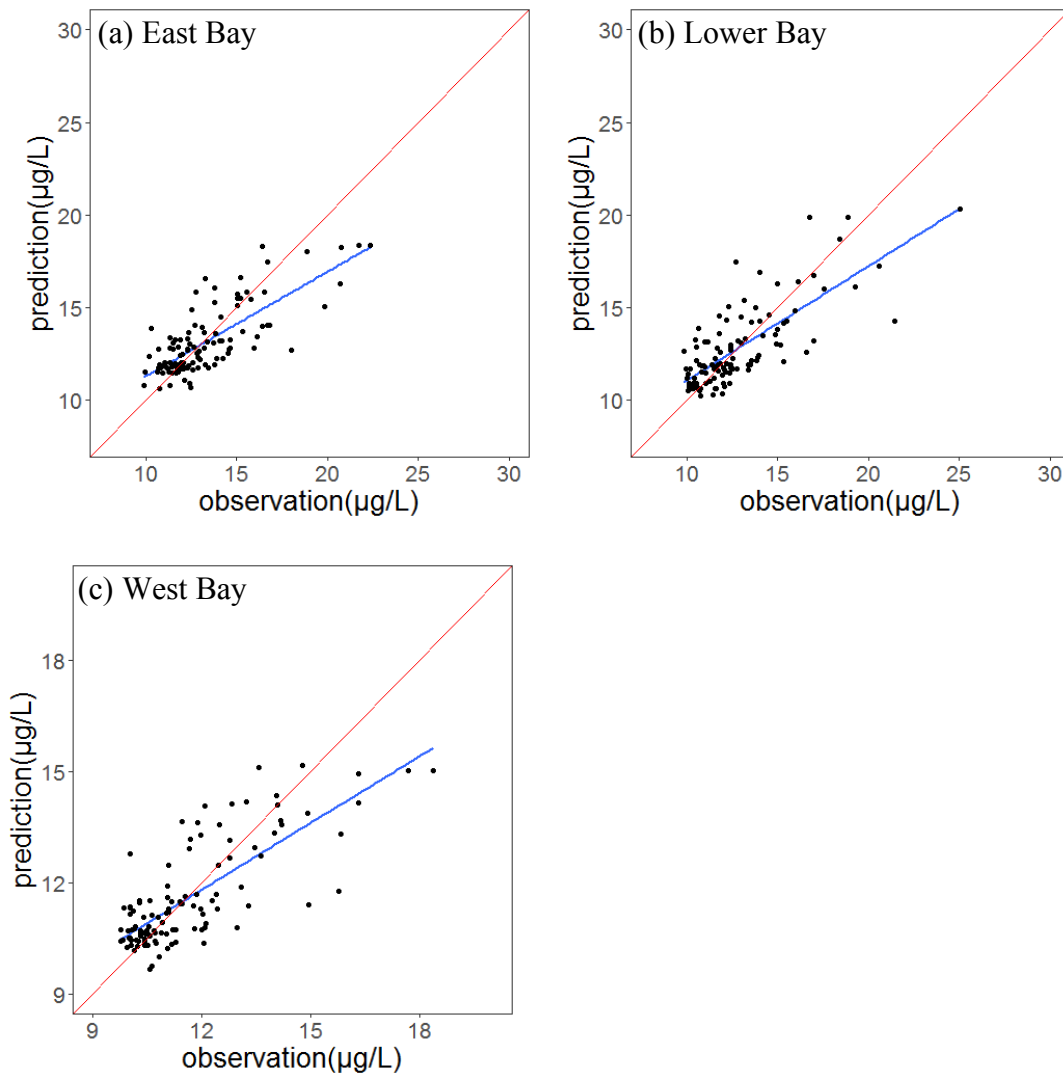 (a) East Bay
30
25
20
15
10
prediction(µg/L)
10 15 20 25 30
observation(µg/L)
(b) Lower Bay
30
25
20
15
10
prediction(µg/L)
10 15 20 25 30
observation(µg/L)
(c) West Bay
18
15
12
9
prediction(µg/L)
9 12 15 18
observation(µg/L)